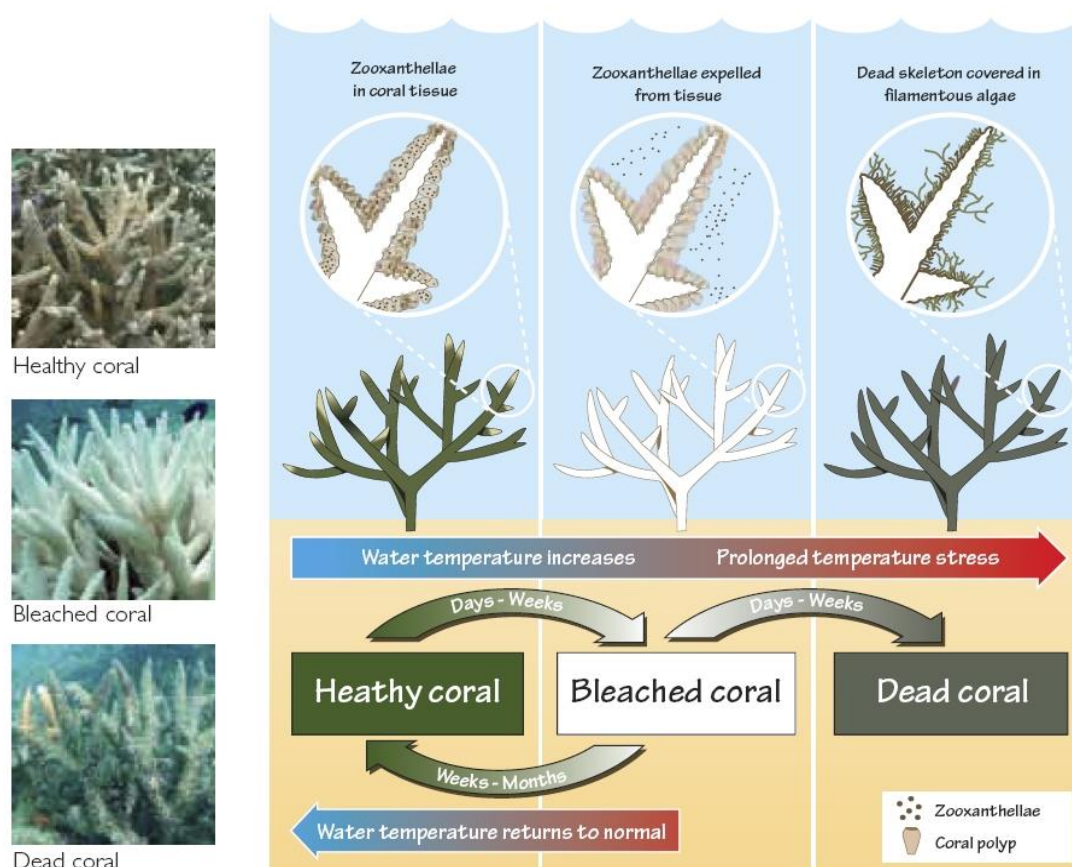 Zooxanthellae
in coral tissue
Zooxanthellae expelled
from tissue
Dead skeleton covered in
filamentous algae
Healthy coral
Bleached coral
Dead coral
Water temperature increases
Prolonged temperature stress
Days - Weeks
Days - Weeks
Heathy coral
Bleached coral
Dead coral
Weeks - Months
Water temperature returns to normal
Zooxanthellae
Coral polyp